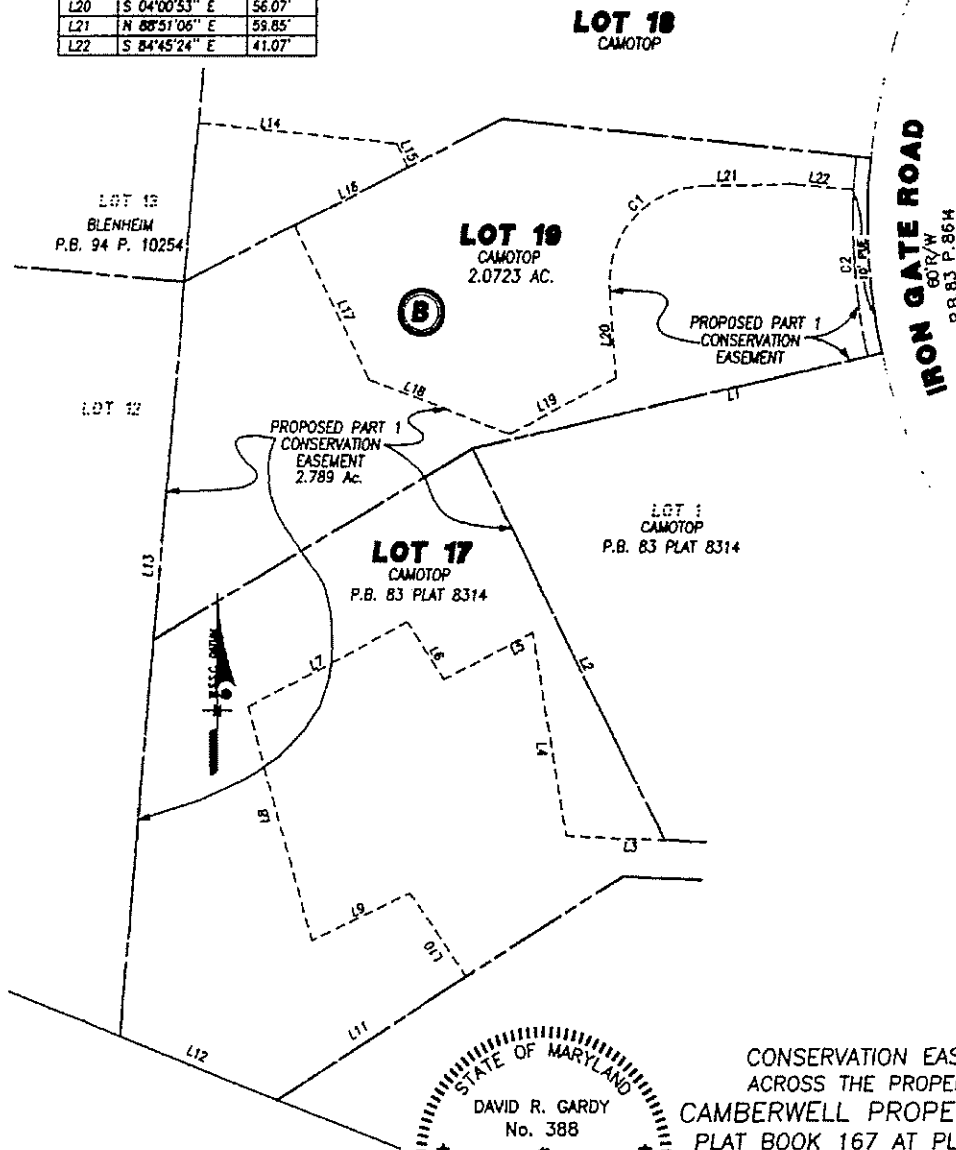 L20 S 04°00'53" E 56.07'
L21 N 88°51'06" E 59.85'
L22 S 84°45'24" E 41.07'
LOT 18
CAMOTOP
L14
L15
L16
LOT 13
BLENHEIM
P.B. 94 P. 10254
LOT 19
CAMOTOP
2.0723 AC.
B
C1
L21
L22
C2
10' PUE
IRON GATE ROAD
60'R/W
P.B 83 P.8614
L17
L20
PROPOSED PART 1
CONSERVATION
EASEMENT
L18
L19
L1
LOT 12
PROPOSED PART 1
CONSERVATION
EASEMENT
2.789 Ac.
L13
LOT 17
CAMOTOP
P.B. 83 PLAT 8314
LOT 1
CAMOTOP
P.B. 83 PLAT 8314
L2
L7
L6
L5
L4
L3
L8
L9
L10
L11
L12
STATE OF MARYLAND
DAVID R. GARDY
No. 388
CONSERVATION EAS
ACROSS THE PROPE
CAMBERWELL PROPE
PLAT BOOK 167 AT PL